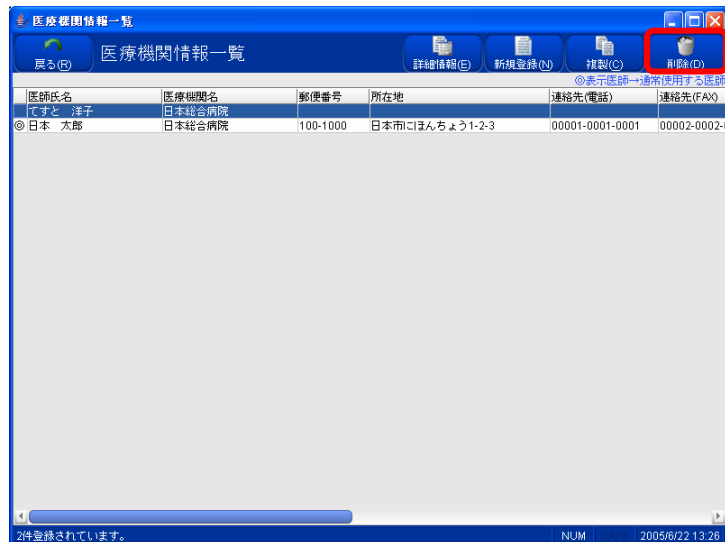 医療機関情報一覧
戻る(R) 医療機関情報一覧 詳細情報(E) 新規登録(N) 複製(C) 削除(D)
◎表示医師→通常使用する医師
医師氏名 医療機関名 郵便番号 所在地 連絡先(電話) 連絡先(FAX)
てすと 洋子 日本総合病院
◎ 日本 太郎 日本総合病院 100-1000 日本市にほんちょう1-2-3 00001-0001-0001 00002-0002-
2件登録されています。 NUM CAPS 2005/6/22 13:26